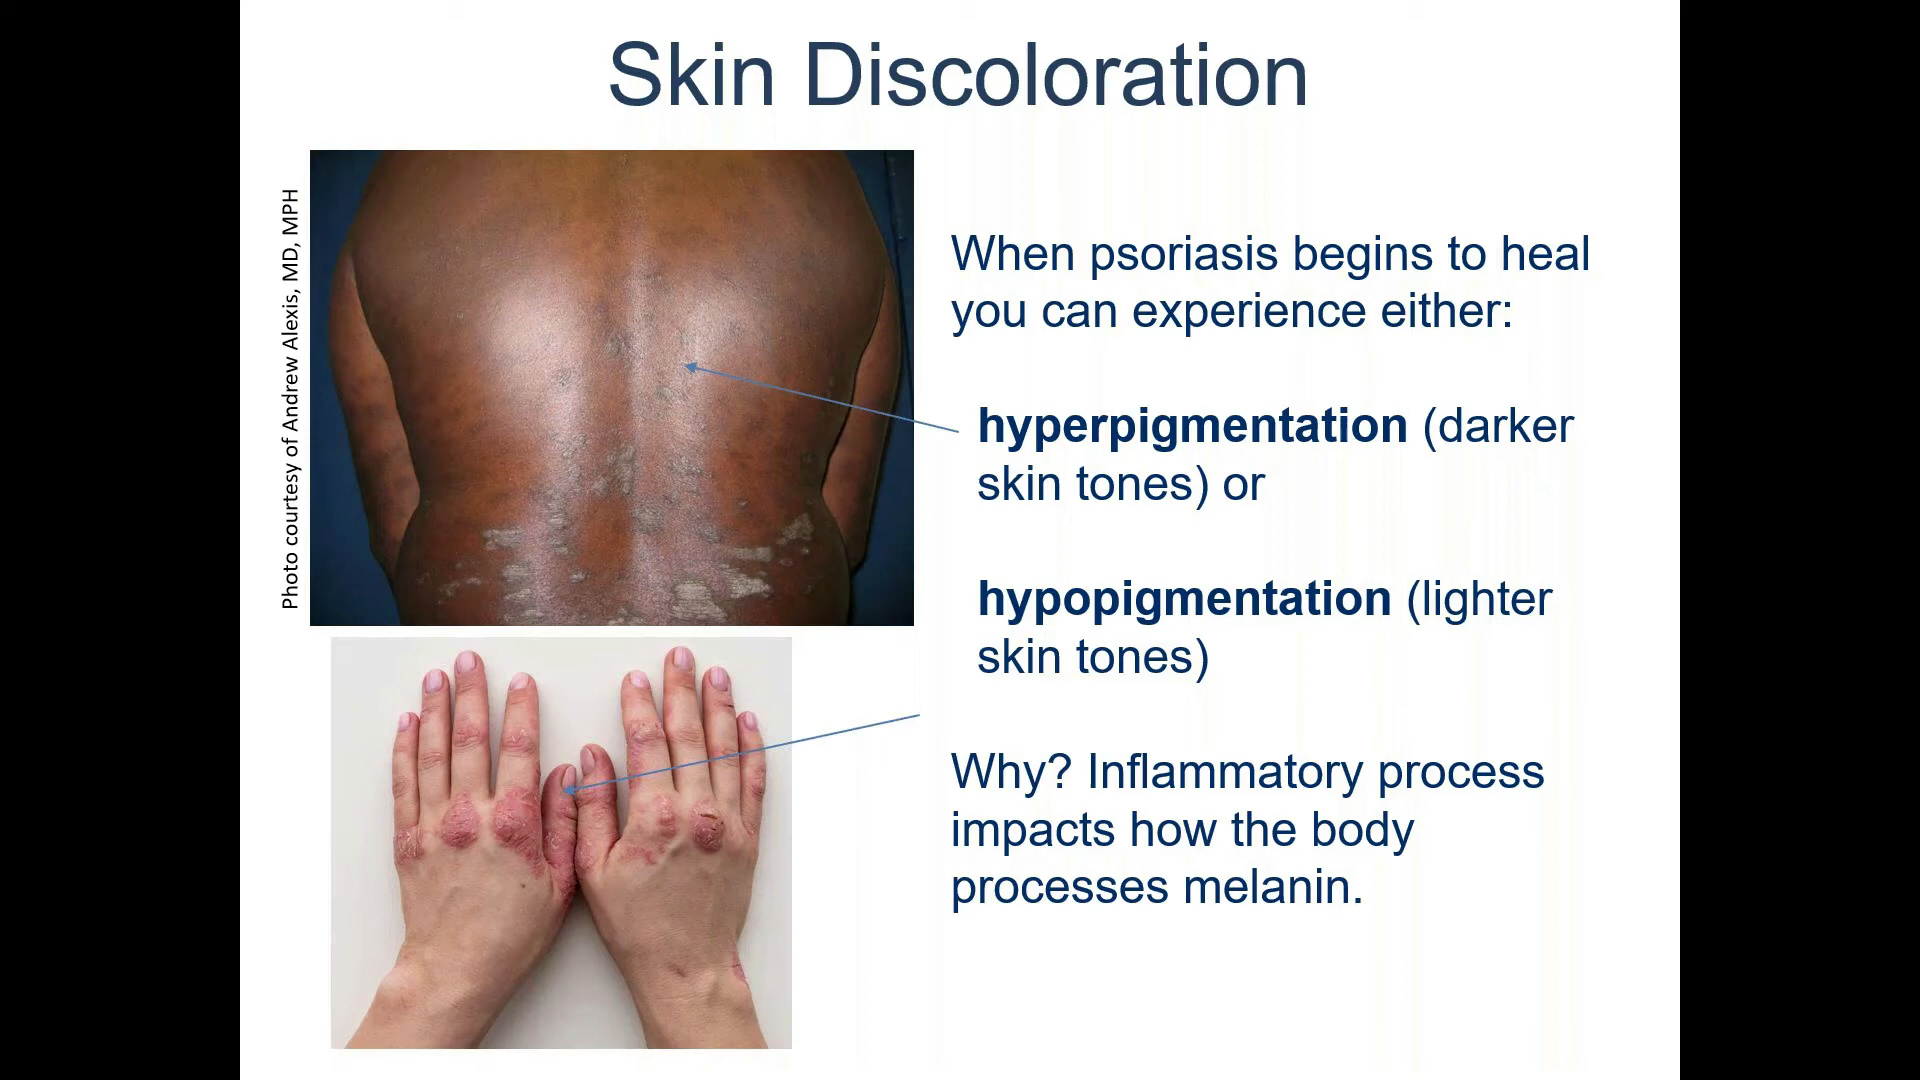 Skin Discoloration
Photo courtesy of Andrew Alexis, MD, MPH
When psoriasis begins to heal
you can experience either:
hyperpigmentation (darker
skin tones) or
hypopigmentation (lighter
skin tones)
Why? Inflammatory process
impacts how the body
processes melanin.